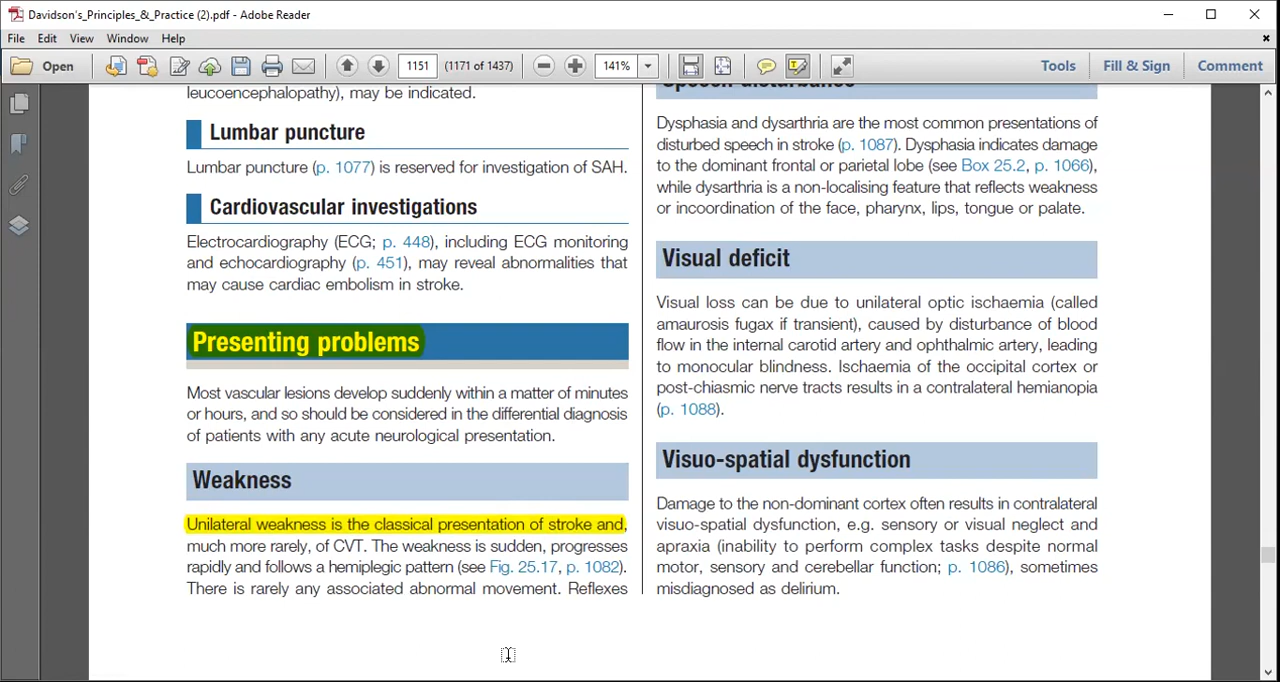 Davidson's_Principles_&_Practice (2).pdf - Adobe Reader
File Edit View Window Help
Open 1151 (1171 of 1437) 141% Tools Fill & Sign Comment
leucoencephalopathy), may be indicated.
Lumbar puncture
Lumbar puncture (p. 1077) is reserved for investigation of SAH.
Cardiovascular investigations
Electrocardiography (ECG; p. 448), including ECG monitoring
and echocardiography (p. 451), may reveal abnormalities that
may cause cardiac embolism in stroke.
Presenting problems
Most vascular lesions develop suddenly within a matter of minutes
or hours, and so should be considered in the differential diagnosis
of patients with any acute neurological presentation.
Weakness
Unilateral weakness is the classical presentation of stroke and,
much more rarely, of CVT. The weakness is sudden, progresses
rapidly and follows a hemiplegic pattern (see Fig. 25.17, p. 1082).
There is rarely any associated abnormal movement. Reflexes
Speech disturbance
Dysphasia and dysarthria are the most common presentations of
disturbed speech in stroke (p. 1087). Dysphasia indicates damage
to the dominant frontal or parietal lobe (see Box 25.2, p. 1066),
while dysarthria is a non-localising feature that reflects weakness
or incoordination of the face, pharynx, lips, tongue or palate.
Visual deficit
Visual loss can be due to unilateral optic ischaemia (called
amaurosis fugax if transient), caused by disturbance of blood
flow in the internal carotid artery and ophthalmic artery, leading
to monocular blindness. Ischaemia of the occipital cortex or
post-chiasmic nerve tracts results in a contralateral hemianopia
(p. 1088).
Visuo-spatial dysfunction
Damage to the non-dominant cortex often results in contralateral
visuo-spatial dysfunction, e.g. sensory or visual neglect and
apraxia (inability to perform complex tasks despite normal
motor, sensory and cerebellar function; p. 1086), sometimes
misdiagnosed as delirium.